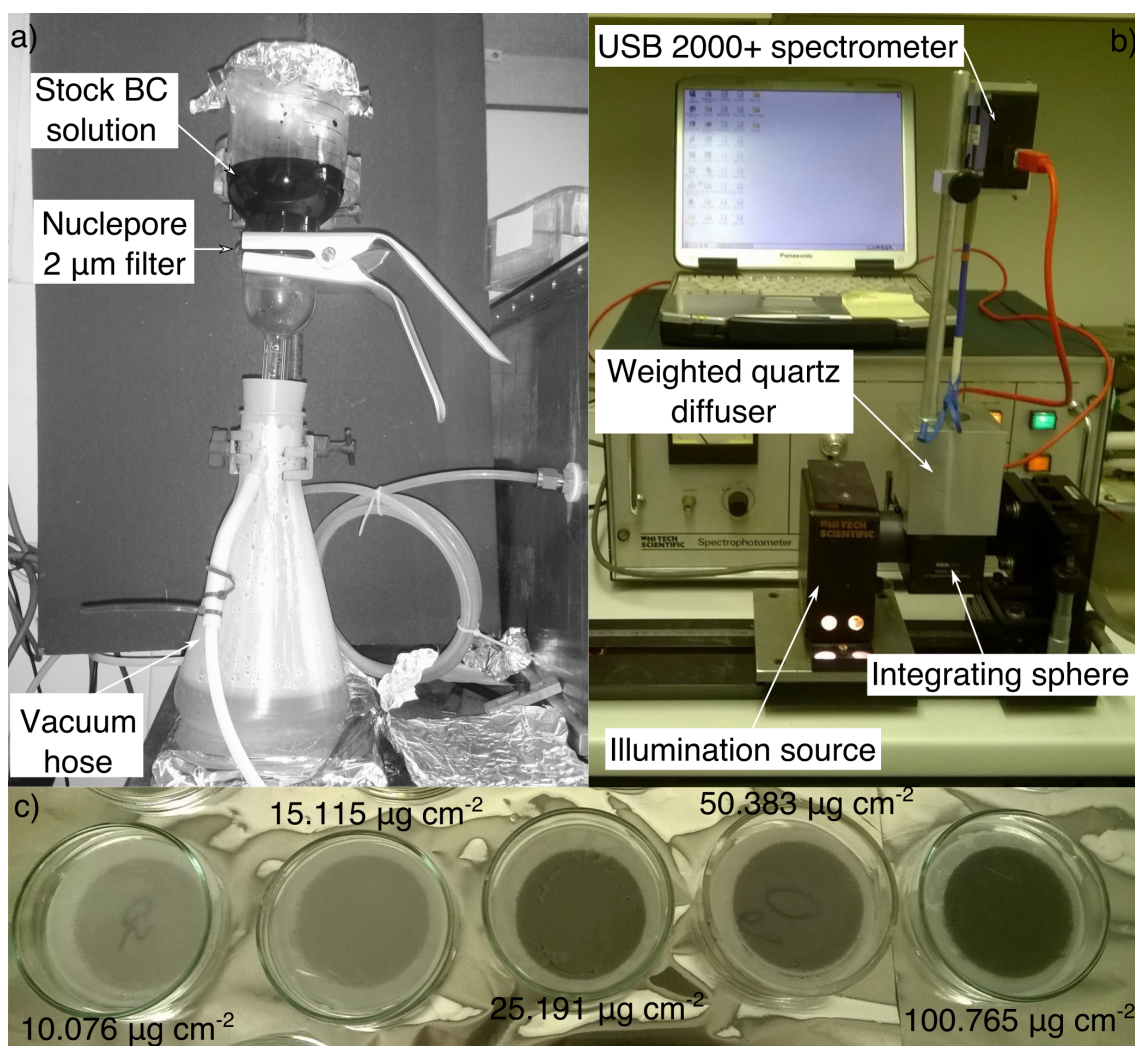 a)
Stock BC
solution
Nuclepore
2 µm filter
Vacuum
hose
b)
USB 2000+ spectrometer
Panasonic
Weighted quartz
diffuser
HI TECH
SCIENTIFIC
Spectrophotometer
HI TECH
SCIENTIFIC
Integrating sphere
Illumination source
c)
15.115 µg cm-2
50.383 µg cm-2
10.076 µg cm-2
25.191 µg cm-2
100.765 µg cm-2